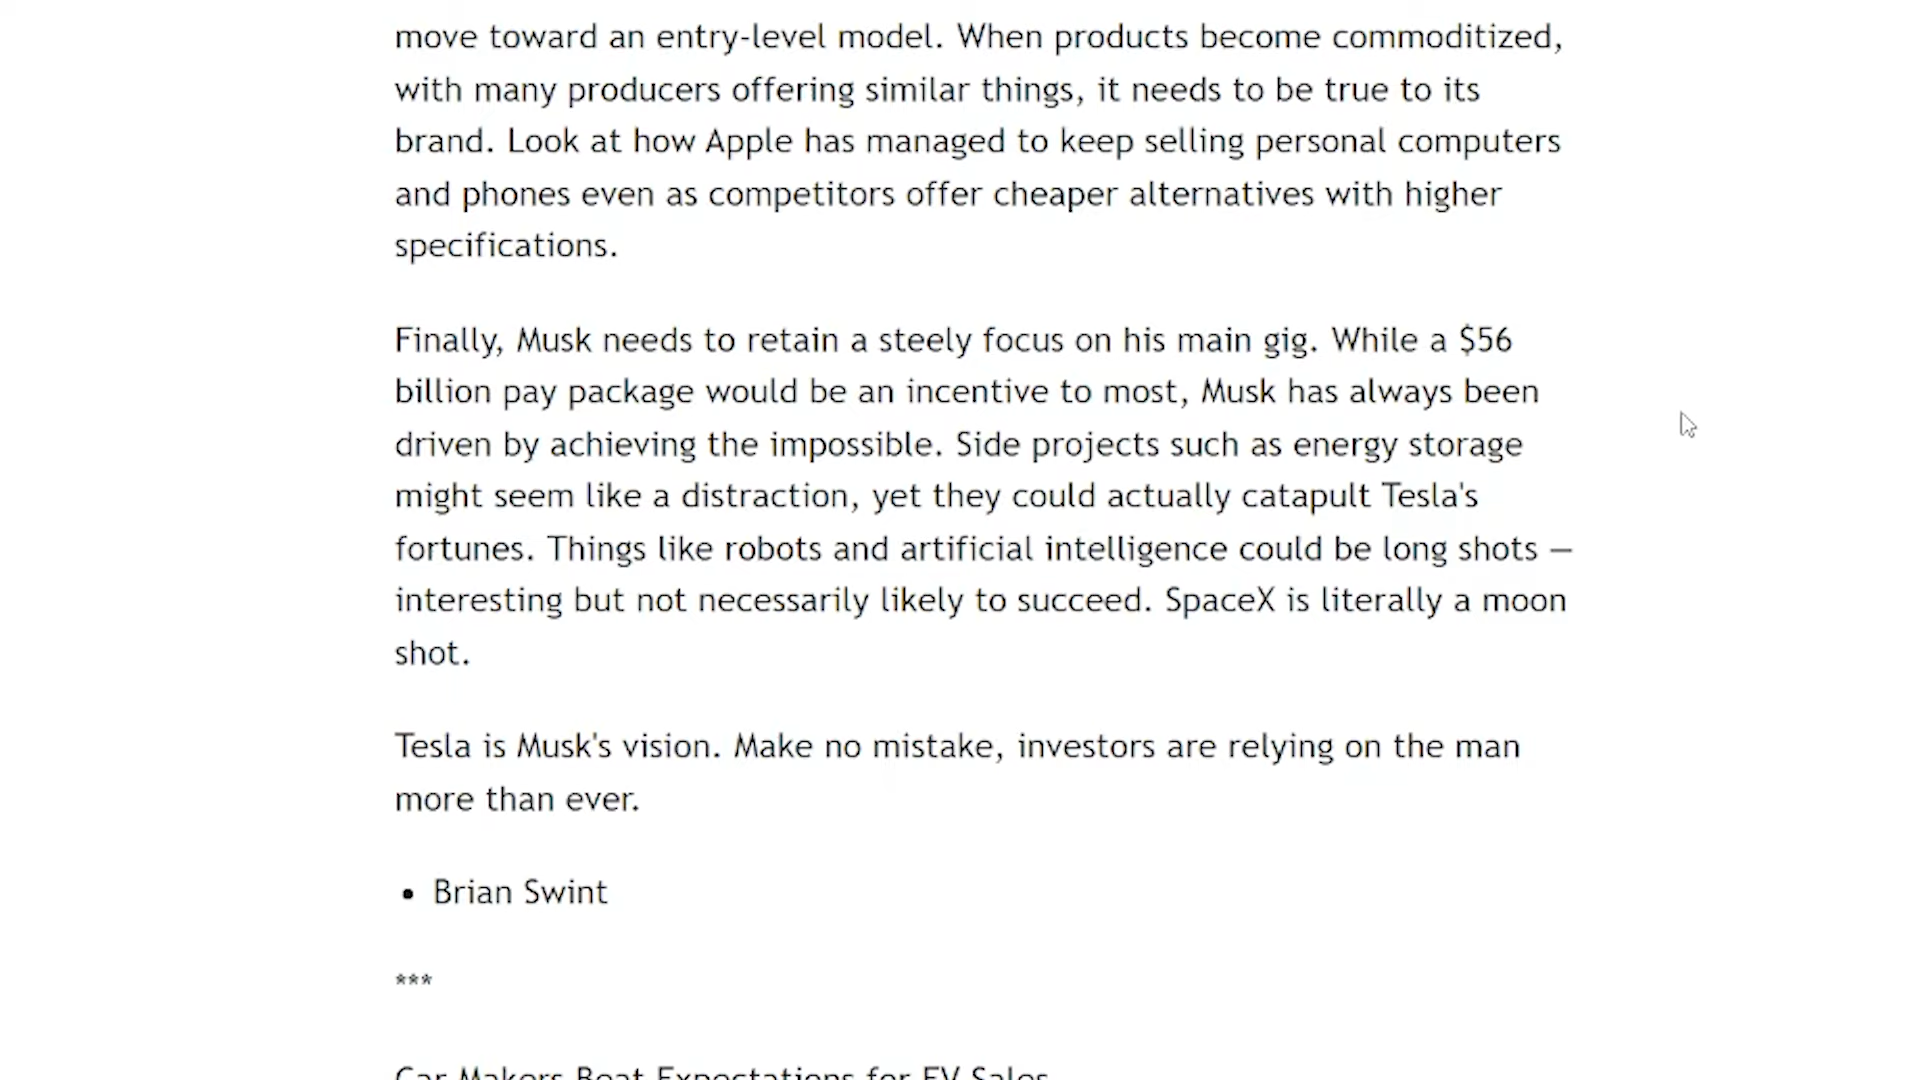 move toward an entry-level model. When products become commoditized,
with many producers offering similar things, it needs to be true to its
brand. Look at how Apple has managed to keep selling personal computers
and phones even as competitors offer cheaper alternatives with higher
specifications.
Finally, Musk needs to retain a steely focus on his main gig. While a $56
billion pay package would be an incentive to most, Musk has always been
driven by achieving the impossible. Side projects such as energy storage
might seem like a distraction, yet they could actually catapult Tesla's
fortunes. Things like robots and artificial intelligence could be long shots —
interesting but not necessarily likely to succeed. SpaceX is literally a moon
shot.
Tesla is Musk's vision. Make no mistake, investors are relying on the man
more than ever.
• Brian Swint
***
Car Makers Beat Expectations for EV Sales